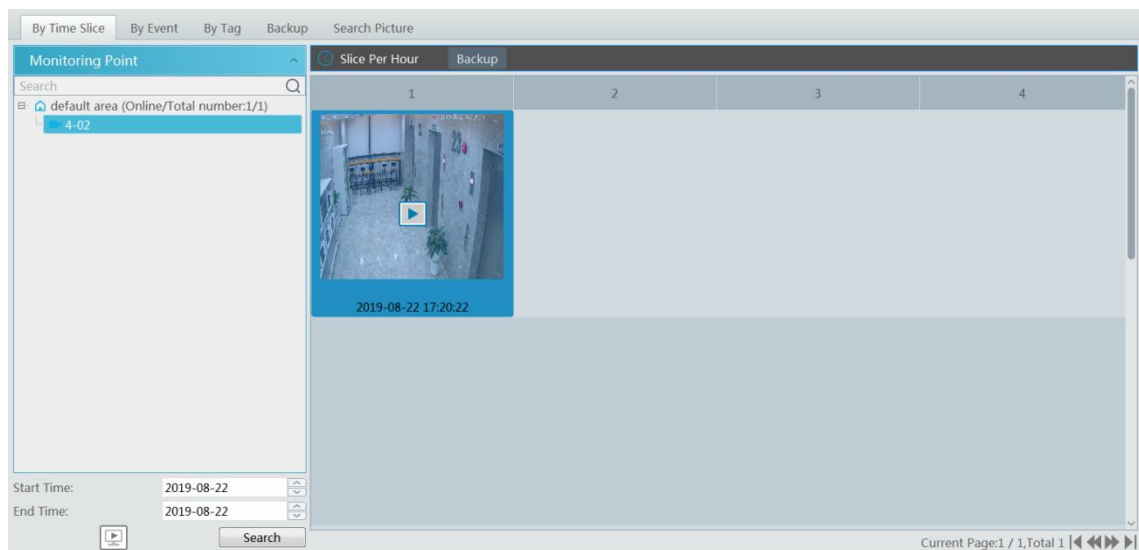 By Time Slice By Event By Tag Backup Search Picture
Monitoring Point
Slice Per Hour Backup
Search
1 2 3 4
default area (Online/Total number:1/1)
4-02
2019-08-22 17:20:22
Start Time: 2019-08-22
End Time: 2019-08-22
Search
Current Page:1 / 1,Total 1